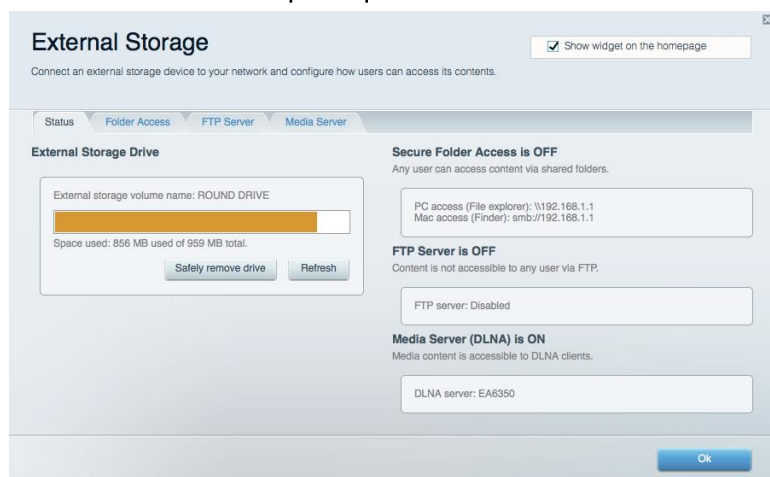 External Storage
Show widget on the homepage
Connect an external storage device to your network and configure how users can access its contents.
Status
Folder Access
FTP Server
Media Server
External Storage Drive
External storage volume name: ROUND DRIVE
Space used: 856 MB used of 959 MB total.
Safely remove drive
Refresh
Secure Folder Access is OFF
Any user can access content via shared folders.
PC access (File explorer): \\192.168.1.1
Mac access (Finder): smb://192.168.1.1
FTP Server is OFF
Content is not accessible to any user via FTP.
FTP server: Disabled
Media Server (DLNA) is ON
Media content is accessible to DLNA clients.
DLNA server: EA6350
Ok